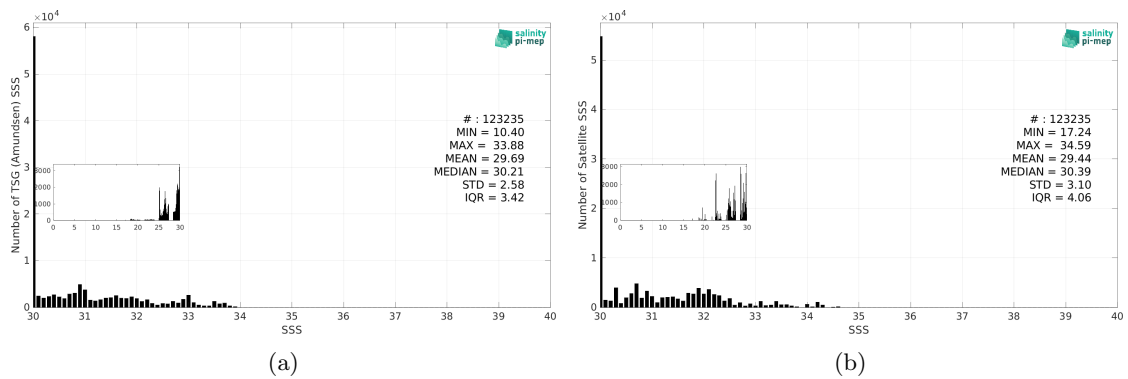 ×10^4
6
5
4
3
2
1
0
Number of TSG (Amundsen) SSS
salinity
pi-mep
# : 123235
MIN = 10.40
MAX = 33.88
MEAN = 29.69
MEDIAN = 30.21
STD = 2.58
IQR = 3.42
3000
2000
1000
0
0 5 10 15 20 25 30
30 31 32 33 34 35 36 37 38 39 40
SSS
(a)
×10^4
5
4
3
2
1
0
Number of Satellite SSS
salinity
pi-mep
# : 123235
MIN = 17.24
MAX = 34.59
MEAN = 29.44
MEDIAN = 30.39
STD = 3.10
IQR = 4.06
3000
2000
1000
0
0 5 10 15 20 25 30
30 31 32 33 34 35 36 37 38 39 40
SSS
(b)